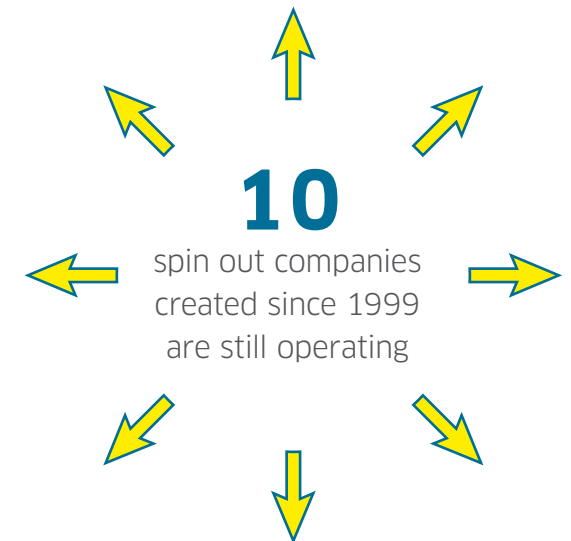 10
spin out companies
created since 1999
are still operating